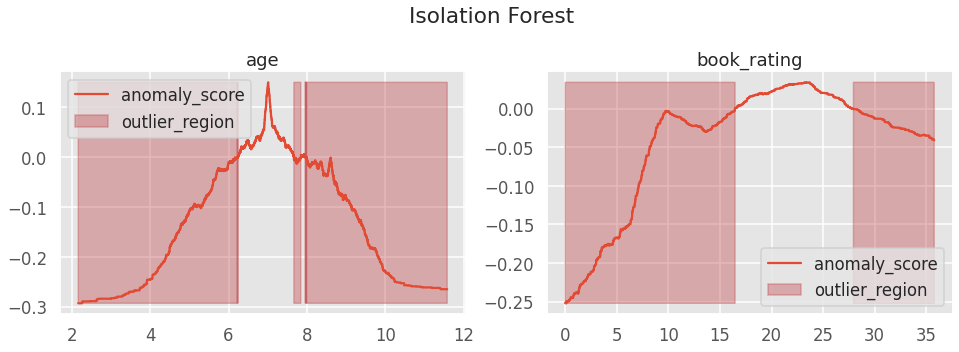 Isolation Forest
age
anomaly_score
outlier_region
0.1
0.0
−0.1
−0.2
−0.3
2 4 6 8 10 12
book_rating
0.00
−0.05
−0.10
−0.15
−0.20
−0.25
anomaly_score
outlier_region
0 5 10 15 20 25 30 35